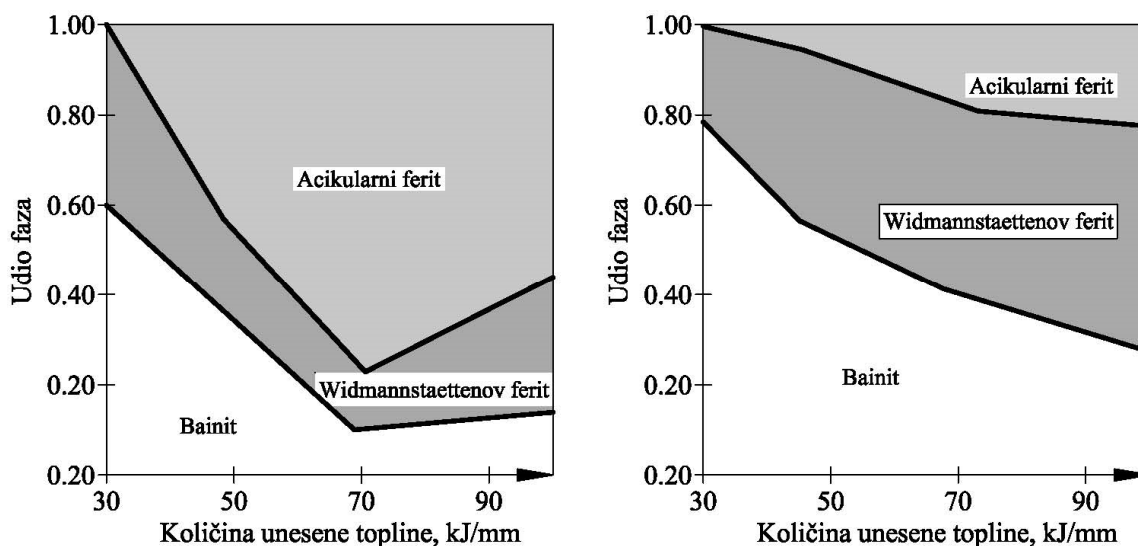 1.00
0.80
0.60
0.40
0.20
0.20
Udio faza
Acikularni ferit
Widmannstaettenov ferit
Bainit
30 50 70 90
Količina unesene topline, kJ/mm
1.00
0.80
0.60
0.40
0.20
0.20
Udio faza
Acikularni ferit
Widmannstaettenov ferit
Bainit
30 50 70 90
Količina unesene topline, kJ/mm